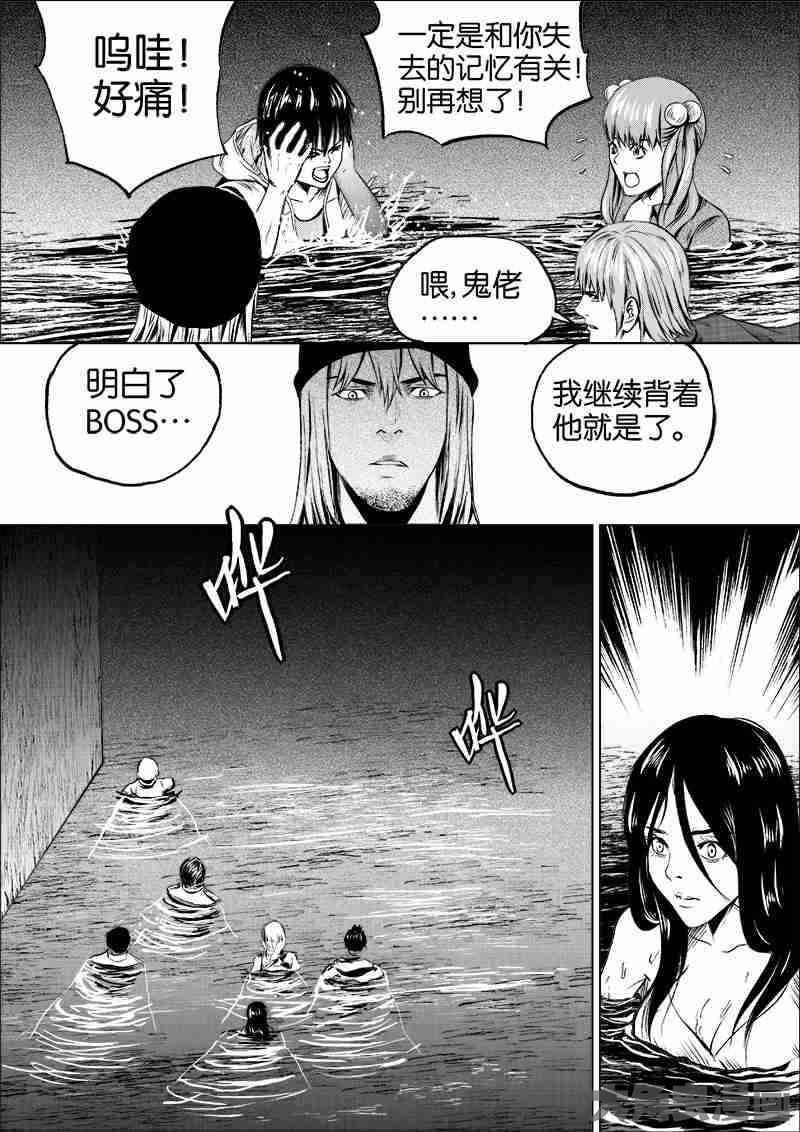 呜哇！
好痛！
一定是和你失
去的记忆有关！
别再想了！
喂，鬼佬
……
明白了
BOSS…
我继续背着
他就是了。
哗
哗